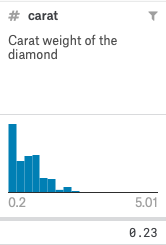 # carat
Carat weight of the
diamond
0.2 5.01
0.23